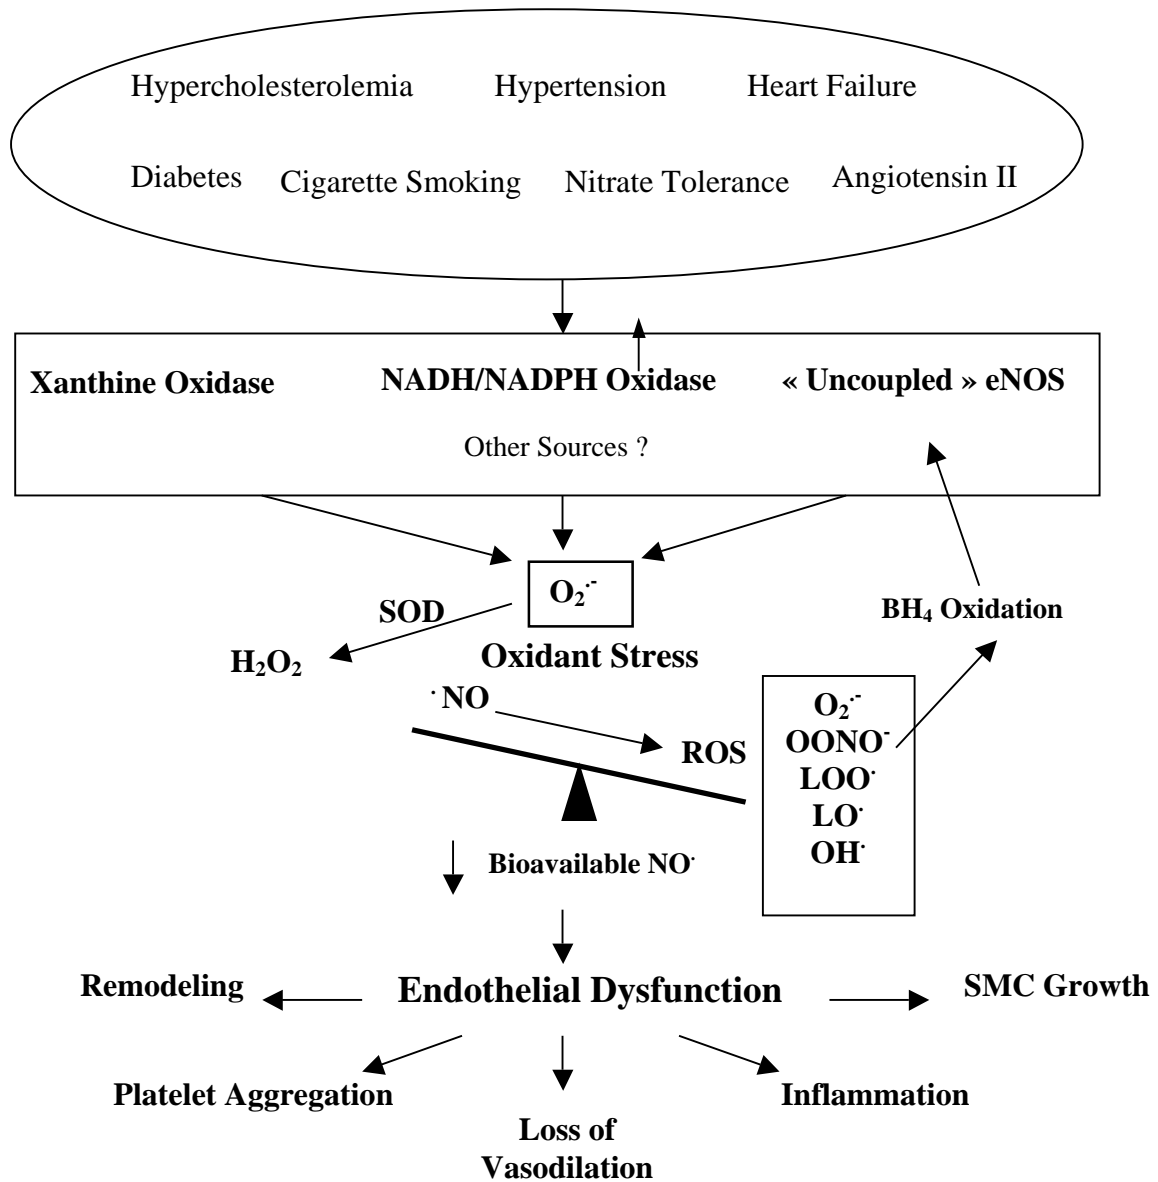 Hypercholesterolemia Hypertension Heart Failure
Diabetes Cigarette Smoking Nitrate Tolerance Angiotensin II
Xanthine Oxidase NADH/NADPH Oxidase « Uncoupled » eNOS
Other Sources ?
O₂·⁻
SOD
BH₄ Oxidation
H₂O₂
Oxidant Stress
·NO
ROS
O₂·⁻
OONO⁻
LOO·
LO·
OH·
Bioavailable NO·
Remodeling Endothelial Dysfunction SMC Growth
Platelet Aggregation Inflammation
Loss of
Vasodilation